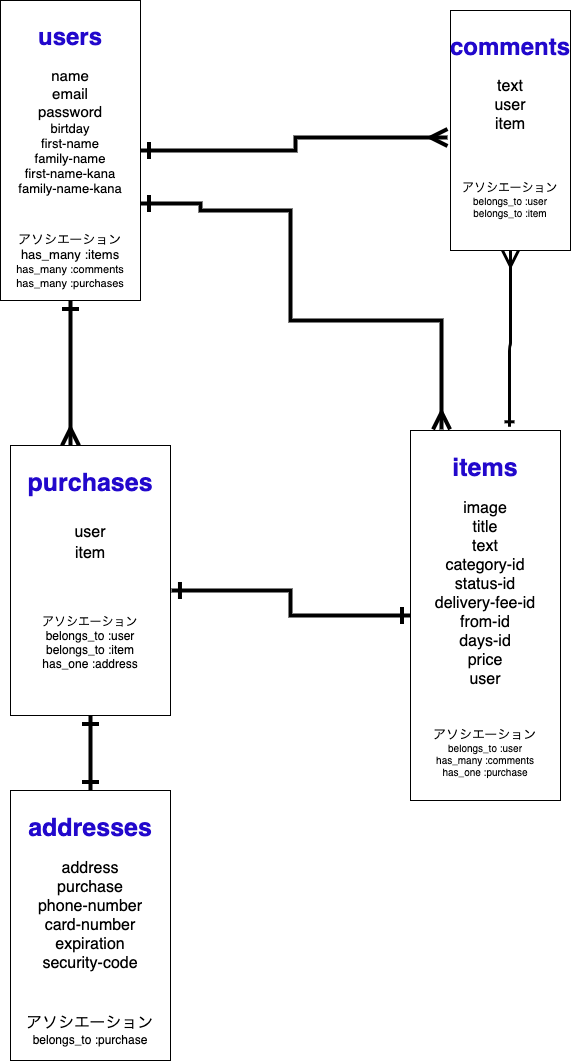 users
name
email
password
birtday
first-name
family-name
first-name-kana
family-name-kana
アソシエーション
has_many :items
has_many :comments
has_many :purchases
comments
text
user
item
アソシエーション
belongs_to :user
belongs_to :item
purchases
user
item
アソシエーション
belongs_to :user
belongs_to :item
has_one :address
items
image
title
text
category-id
status-id
delivery-fee-id
from-id
days-id
price
user
アソシエーション
belongs_to :user
has_many :comments
has_one :purchase
addresses
address
purchase
phone-number
card-number
expiration
security-code
アソシエーション
belongs_to :purchase